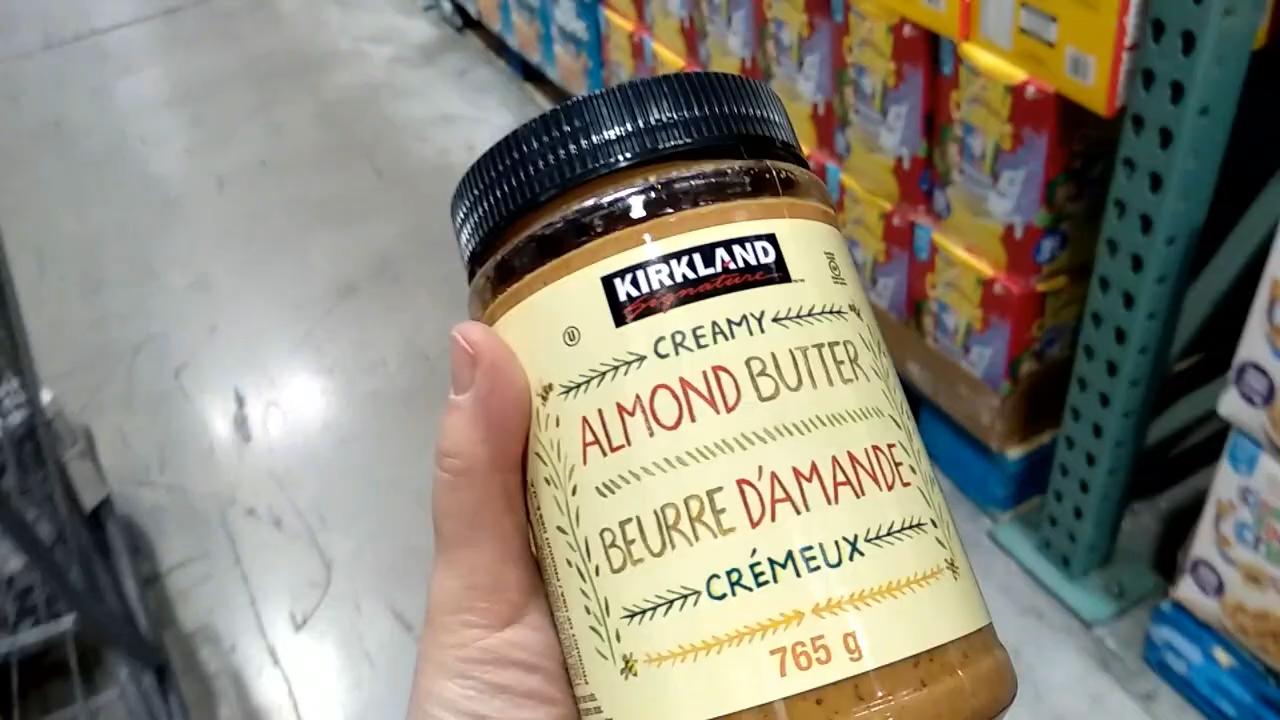 KIRKLAND
Signature
U
CREAMY
ALMOND BUTTER
BEURRE D'AMANDE
CRÉMEUX
765 g